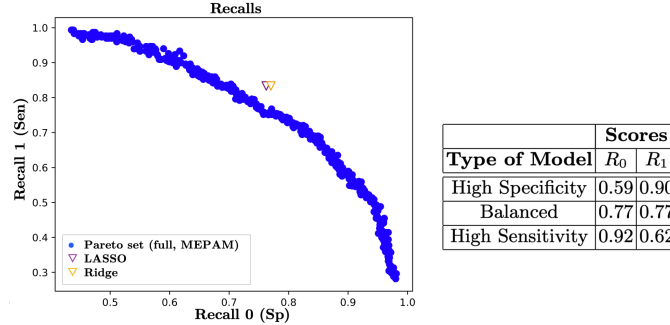 Recalls
1.0
0.9
0.8
0.7
0.6
0.5
0.4
0.3
Recall 1 (Sen)
Pareto set (full, MEPAM)
LASSO
Ridge
0.5 0.6 0.7 0.8 0.9 1.0
Recall 0 (Sp)
Scores
Type of Model R0 R1
High Specificity 0.59 0.90
Balanced 0.77 0.77
High Sensitivity 0.92 0.62